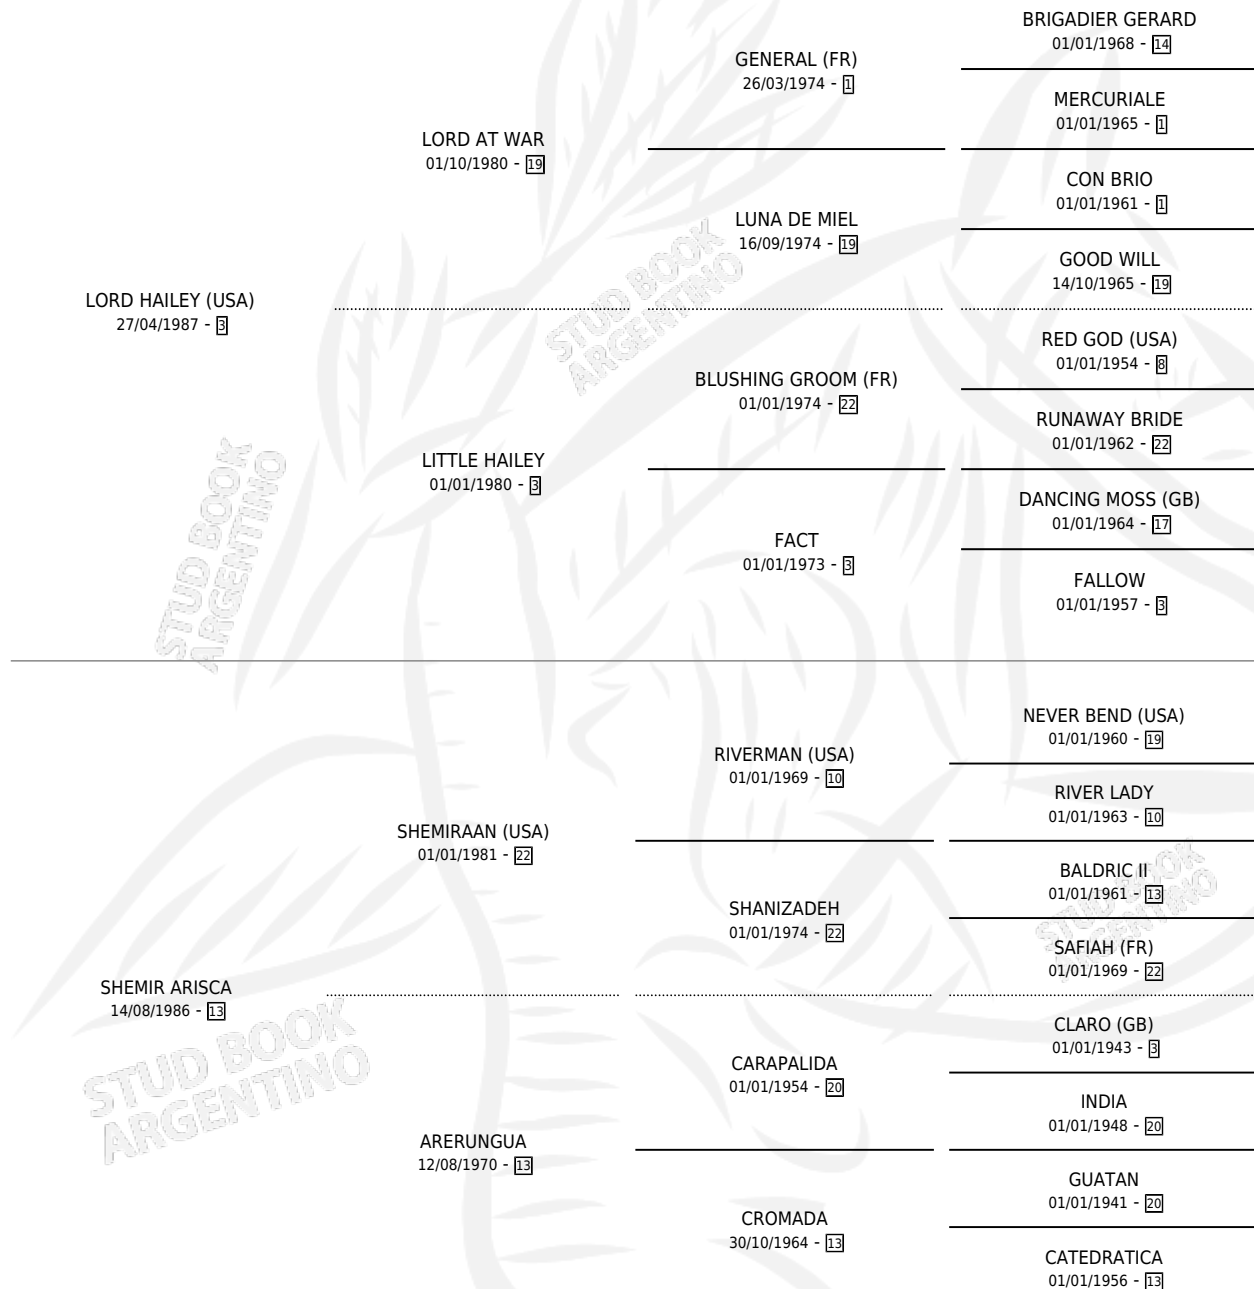 BRIGADIER GERARD
01/01/1968 - 14
GENERAL (FR)
26/03/1974 - 1
MERCURIALE
01/01/1965 - 1
LORD AT WAR
01/10/1980 - 19
CON BRIO
01/01/1961 - 1
LUNA DE MIEL
16/09/1974 - 19
GOOD WILL
14/10/1965 - 19
LORD HAILEY (USA)
27/04/1987 - 3
RED GOD (USA)
01/01/1954 - 8
BLUSHING GROOM (FR)
01/01/1974 - 22
RUNAWAY BRIDE
01/01/1962 - 22
LITTLE HAILEY
01/01/1980 - 3
DANCING MOSS (GB)
01/01/1964 - 17
FACT
01/01/1973 - 3
FALLOW
01/01/1957 - 3
NEVER BEND (USA)
01/01/1960 - 19
RIVERMAN (USA)
01/01/1969 - 10
RIVER LADY
01/01/1963 - 10
SHEMIRAAN (USA)
01/01/1981 - 22
BALDRIC II
01/01/1961 - 13
SHANIZADEH
01/01/1974 - 22
SAFIAH (FR)
01/01/1969 - 22
SHEMIR ARISCA
14/08/1986 - 13
CLARO (GB)
01/01/1943 - 3
CARAPALIDA
01/01/1954 - 20
INDIA
01/01/1948 - 20
ARERUNGUA
12/08/1970 - 13
GUATAN
01/01/1941 - 20
CROMADA
30/10/1964 - 13
CATEDRATICA
01/01/1956 - 13
STUD BOOK
ARGENTINO
STUD BOOK
ARGENTINO
STUD BOOK
ARGENTINO
STUD BOOK
ARGENTINO